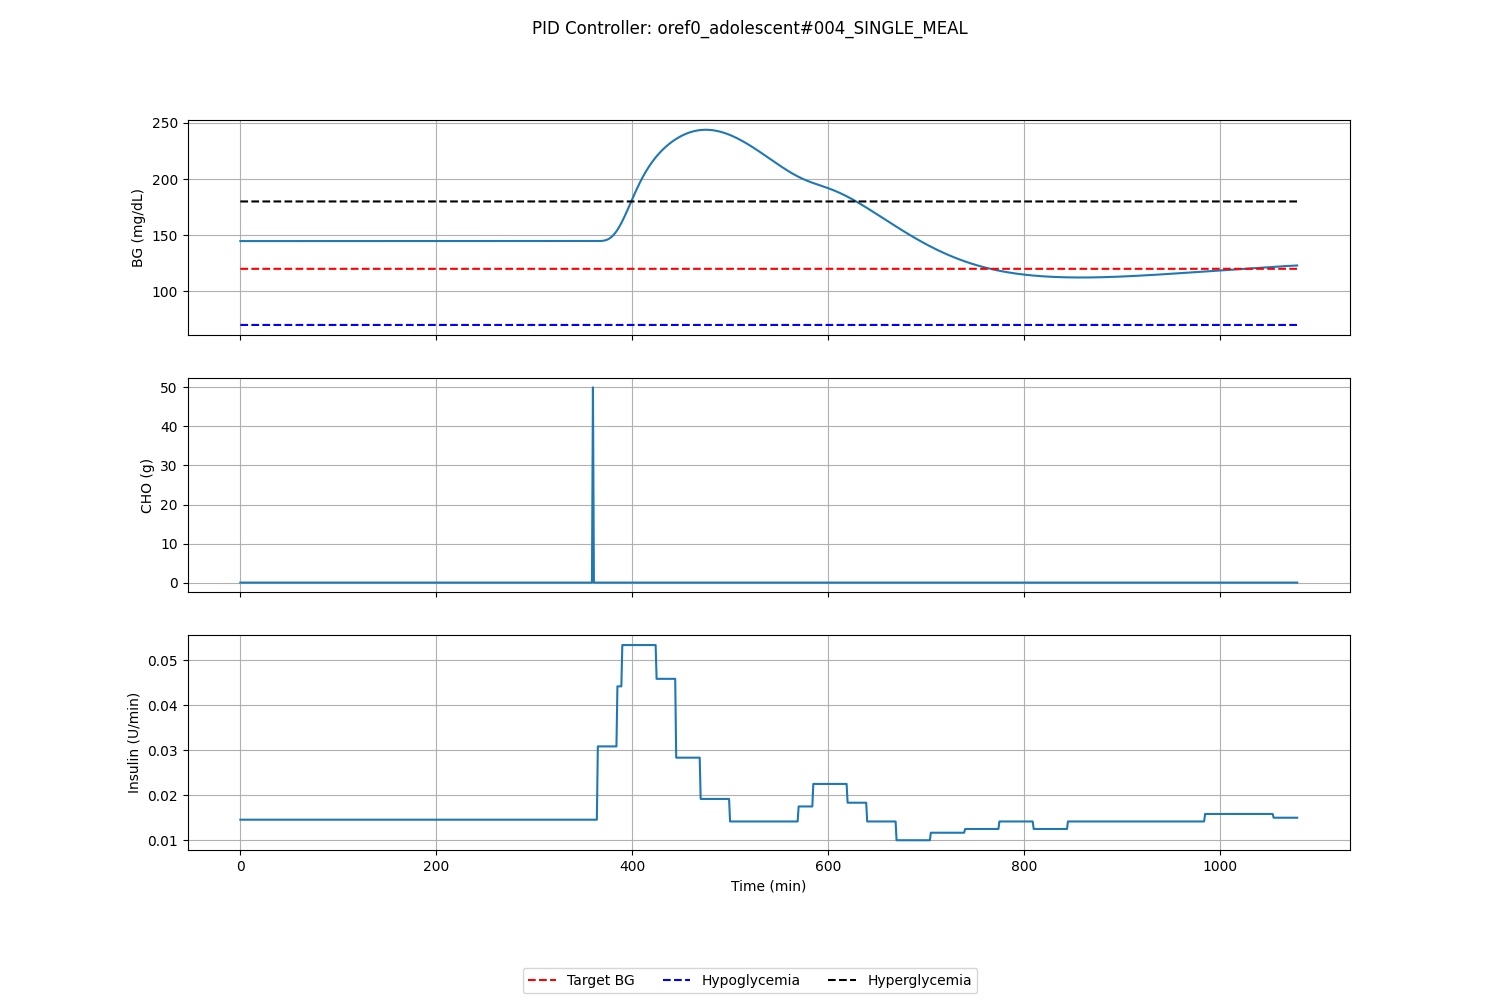 PID Controller: oref0_adolescent#004_SINGLE_MEAL
BG (mg/dL)
250
200
150
100
CHO (g)
50
40
30
20
10
0
Insulin (U/min)
0.05
0.04
0.03
0.02
0.01
0 200 400 600 800 1000
Time (min)
Target BG Hypoglycemia Hyperglycemia